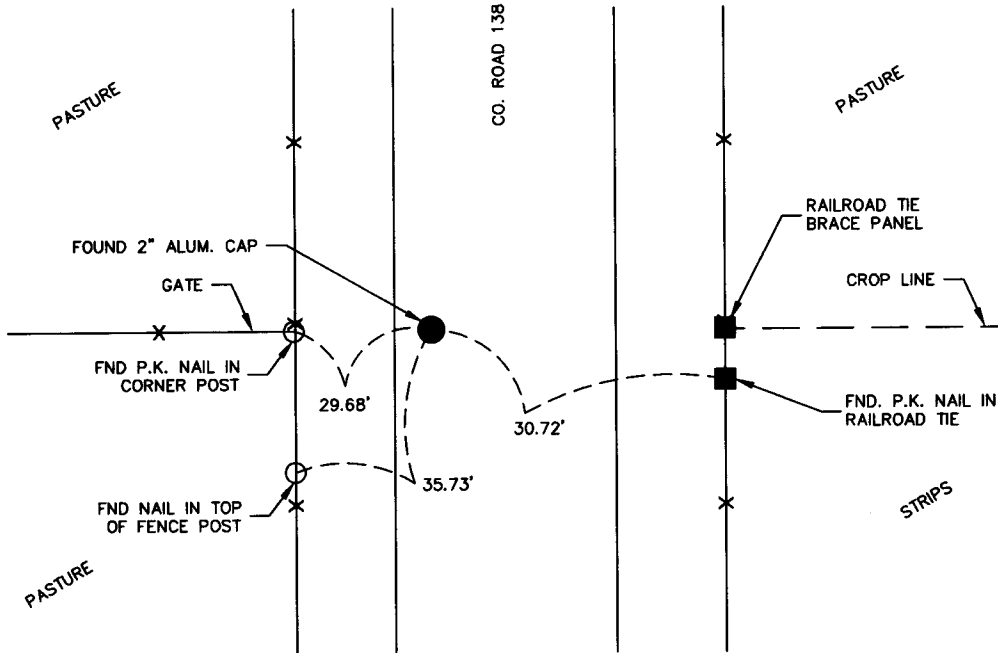 CO. ROAD 138
PASTURE
PASTURE
RAILROAD TIE
BRACE PANEL
FOUND 2" ALUM. CAP
GATE
CROP LINE
FND P.K. NAIL IN
CORNER POST
29.68'
30.72'
FND. P.K. NAIL IN
RAILROAD TIE
35.73'
FND NAIL IN TOP
OF FENCE POST
STRIPS
PASTURE